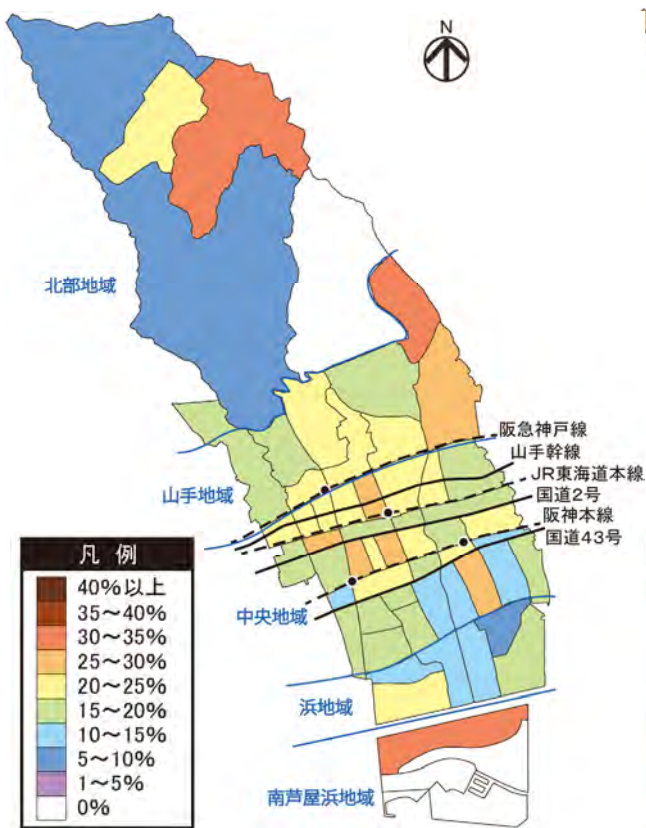 N
北部地域
阪急神戸線
山手幹線
JR東海道本線
国道2号
阪神本線
国道43号
山手地域
中央地域
浜地域
南芦屋浜地域
凡例
40%以上
35～40%
30～35%
25～30%
20～25%
15～20%
10～15%
5～10%
1～5%
0%